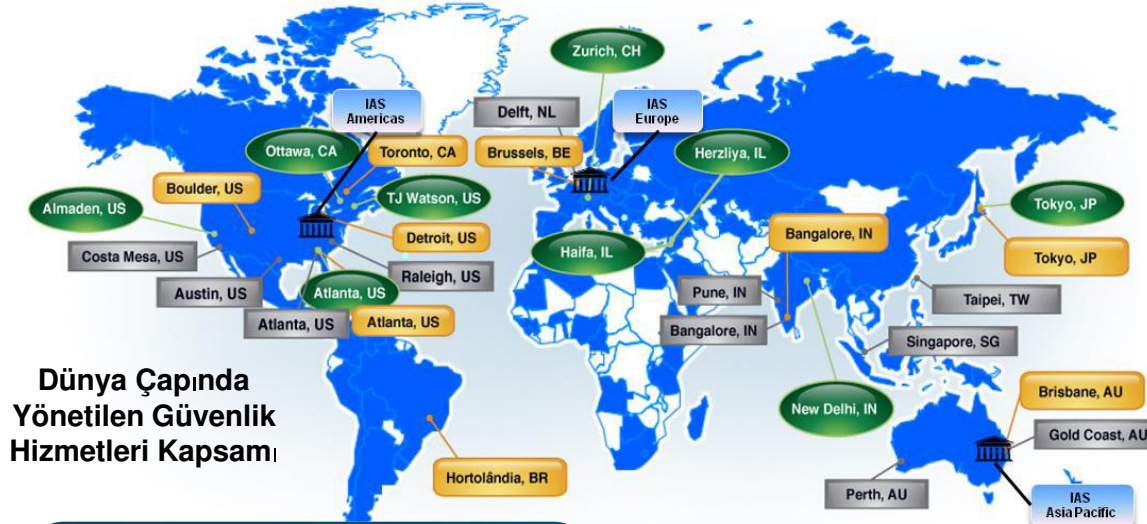 Zurich, CH
IAS
Americas
Delft, NL
IAS
Europe
Ottawa, CA
Toronto, CA
Brussels, BE
Herzliya, IL
Boulder, US
TJ Watson, US
Almaden, US
Tokyo, JP
Detroit, US
Bangalore, IN
Costa Mesa, US
Haifa, IL
Tokyo, JP
Raleigh, US
Austin, US
Atlanta, US
Pune, IN
Taipei, TW
Atlanta, US
Atlanta, US
Bangalore, IN
Singapore, SG
Dünya Çapında
Yönetilen Güvenlik
Hizmetleri Kapsamı
New Delhi, IN
Brisbane, AU
Gold Coast, AU
Hortolândia, BR
Perth, AU
IAS
Asia Pacific